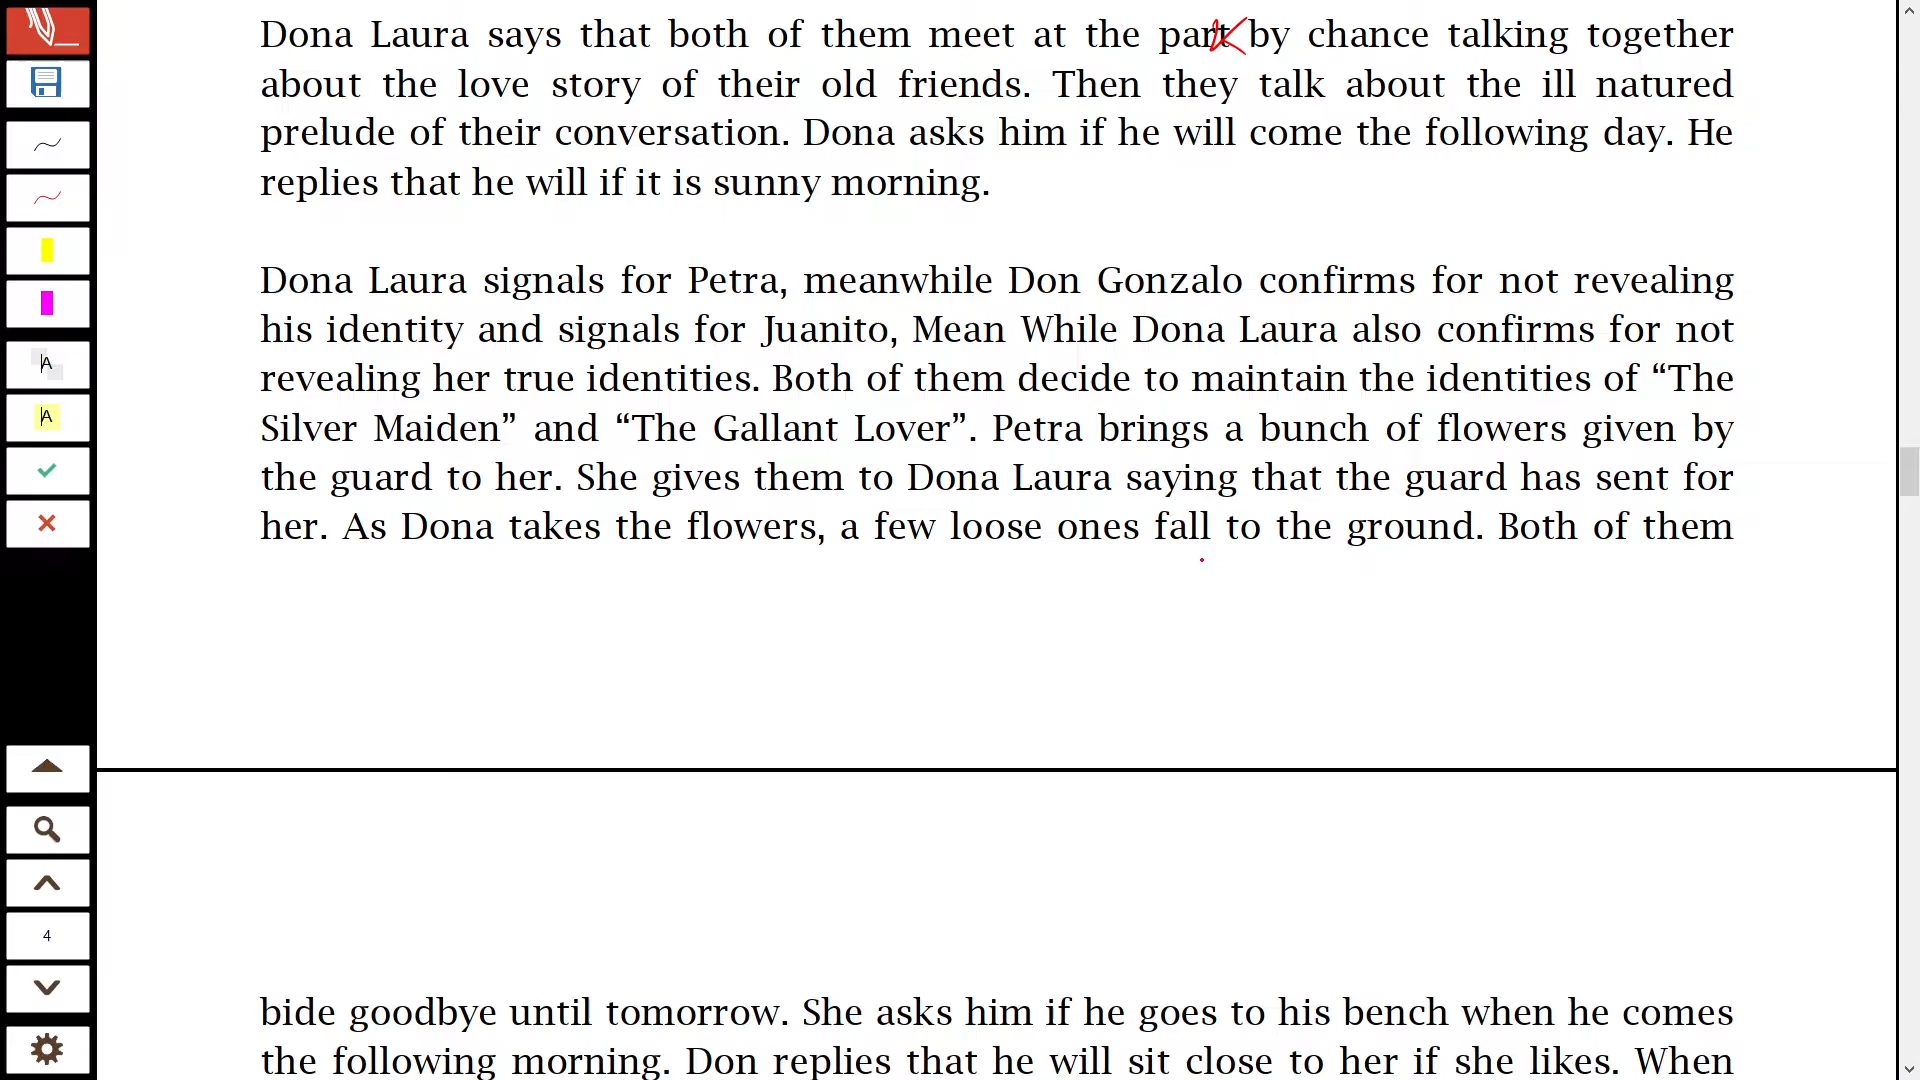 Dona Laura says that both of them meet at the park by chance talking together
about the love story of their old friends. Then they talk about the ill natured
prelude of their conversation. Dona asks him if he will come the following day. He
replies that he will if it is sunny morning.
Dona Laura signals for Petra, meanwhile Don Gonzalo confirms for not revealing
his identity and signals for Juanito, Mean While Dona Laura also confirms for not
revealing her true identities. Both of them decide to maintain the identities of “The
Silver Maiden” and “The Gallant Lover”. Petra brings a bunch of flowers given by
the guard to her. She gives them to Dona Laura saying that the guard has sent for
her. As Dona takes the flowers, a few loose ones fall to the ground. Both of them
bide goodbye until tomorrow. She asks him if he goes to his bench when he comes
the following morning. Don replies that he will sit close to her if she likes. When
A
A
4